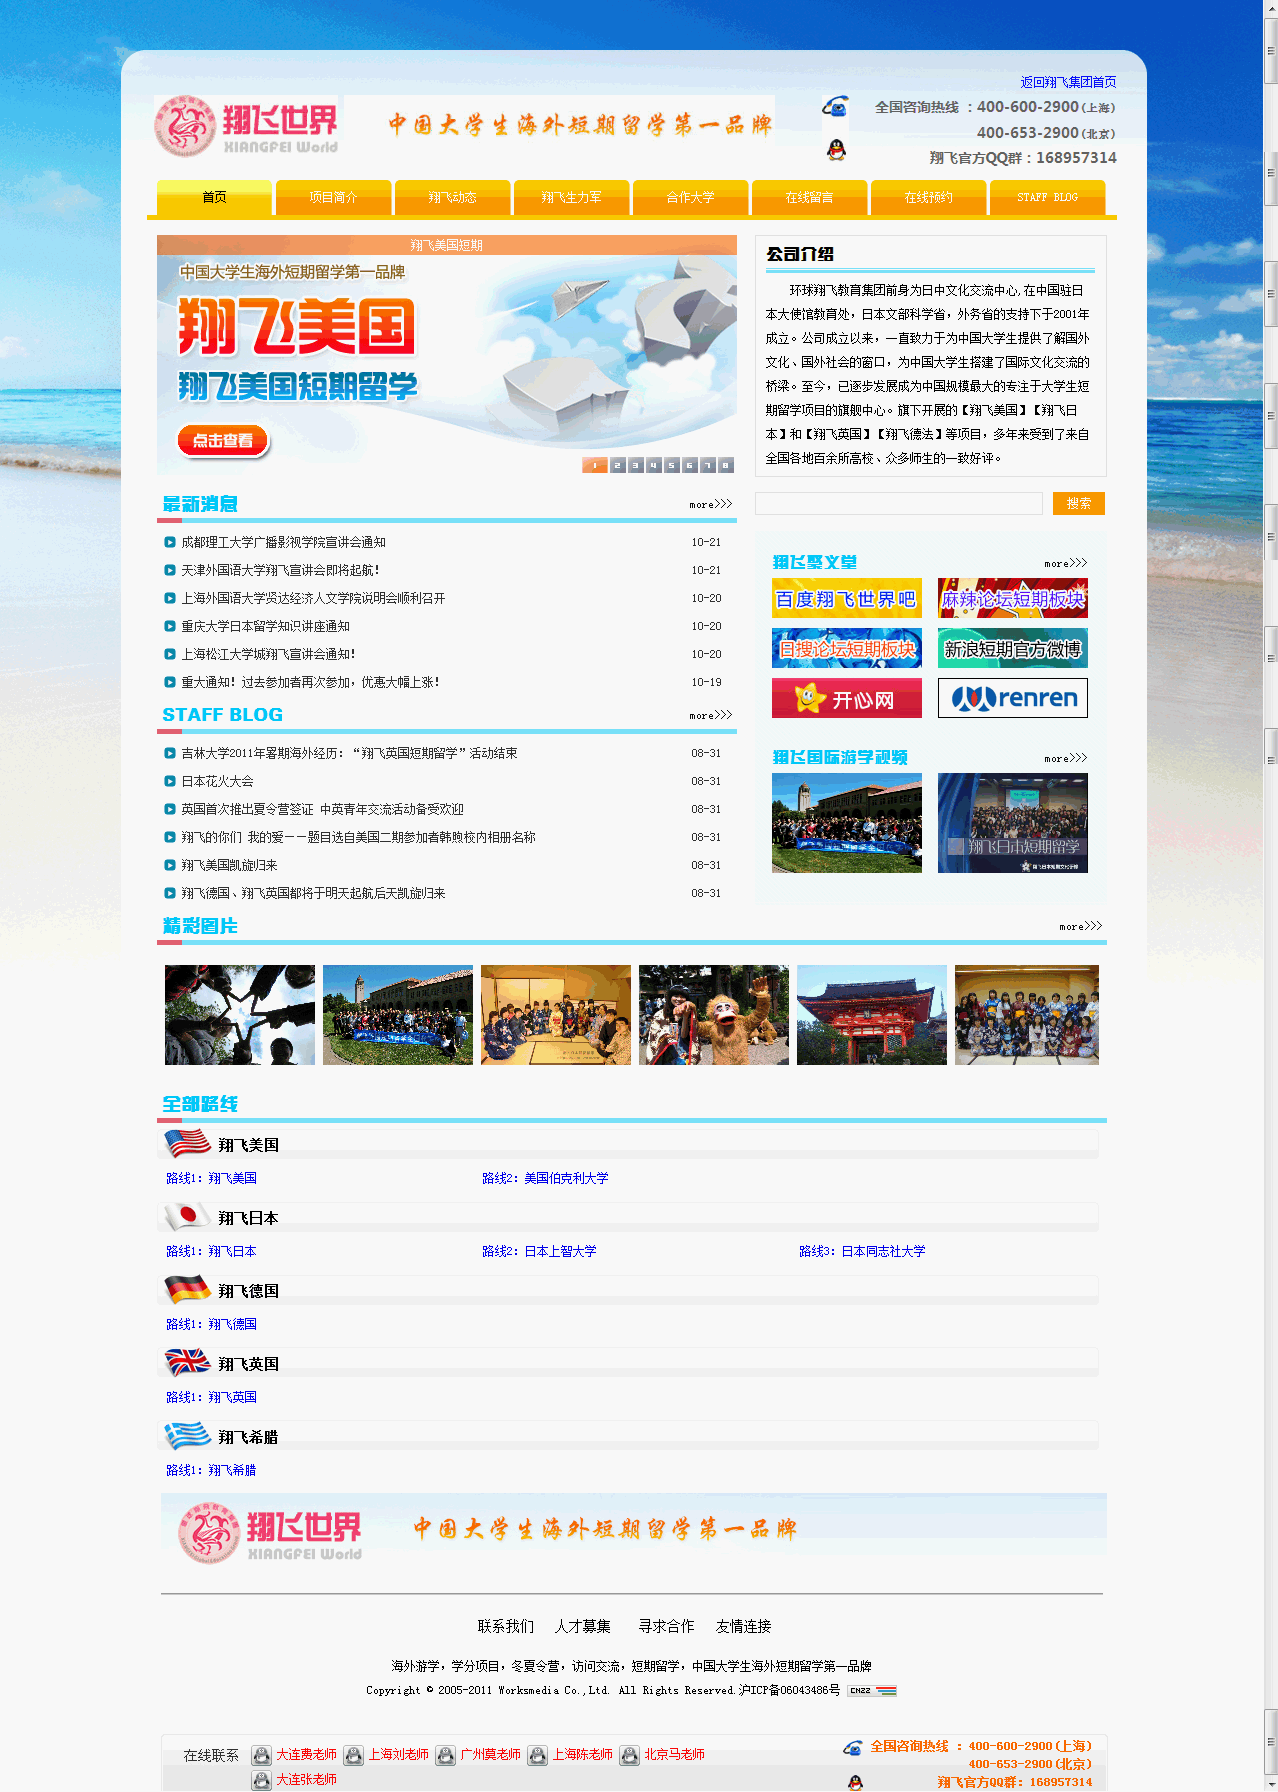 返回翔飞集团首页
翔飞世界
XIANGFEI World
中国大学生海外短期留学第一品牌
全国咨询热线 ：400-600-2900(上海)
400-653-2900(北京)
翔飞官方QQ群：168957314
首页 项目简介 翔飞动态 翔飞生力军 合作大学 在线留言 在线预约 STAFF BLOG
翔飞美国短期
中国大学生海外短期留学第一品牌
翔飞美国
翔飞美国短期留学
点击查看
1 2 3 4 5 6 7 8
公司介绍
环球翔飞教育集团前身为日中文化交流中心,在中国驻日
本大使馆教育处，日本文部科学省，外务省的支持下于2001年
成立。公司成立以来，一直致力于为中国大学生提供了解国外
文化、国外社会的窗口，为中国大学生搭建了国际文化交流的
桥梁。至今，已逐步发展成为中国规模最大的专注于大学生短
期留学项目的旗舰中心。旗下开展的【翔飞美国】【翔飞日
本】和【翔飞英国】【翔飞德法】等项目，多年来受到了来自
全国各地百余所高校、众多师生的一致好评。
搜索
最新消息 more>>>
成都理工大学广播影视学院宣讲会通知 10-21
天津外国语大学翔飞宣讲会即将起航！ 10-21
上海外国语大学贤达经济人文学院说明会顺利召开 10-20
重庆大学日本留学知识讲座通知 10-20
上海松江大学城翔飞宣讲会通知！ 10-20
重大通知！过去参加者再次参加，优惠大幅上涨！ 10-19
STAFF BLOG more>>>
吉林大学2011年暑期海外经历：“翔飞英国短期留学”活动结束 08-31
日本花火大会 08-31
英国首次推出夏令营签证 中英青年交流活动备受欢迎 08-31
翔飞的你们 我的爱——题目选自美国二期参加者韩煦校内相册名称 08-31
翔飞美国凯旋归来 08-31
翔飞德国、翔飞英国都将于明天起航后天凯旋归来 08-31
翔飞聚义堂 more>>>
百度翔飞世界吧 麻辣论坛短期板块
日搜论坛短期板块 新浪短期官方微博
开心网 renren
翔飞国际游学视频 more>>>
翔飞日本短期留学
精彩图片 more>>>
全部路线
翔飞美国
路线1：翔飞美国 路线2：美国伯克利大学
翔飞日本
路线1：翔飞日本 路线2：日本上智大学 路线3：日本同志社大学
翔飞德国
路线1：翔飞德国
翔飞英国
路线1：翔飞英国
翔飞希腊
路线1：翔飞希腊
翔飞世界
XIANGFEI World
中国大学生海外短期留学第一品牌
联系我们 人才募集 寻求合作 友情连接
海外游学，学分项目，冬夏令营，访问交流，短期留学，中国大学生海外短期留学第一品牌
Copyright © 2005-2011 Worksmedia Co.,Ltd. All Rights Reserved.沪ICP备06043486号 CNZZ
在线联系 大连费老师 上海刘老师 广州莫老师 上海陈老师 北京马老师
大连张老师
全国咨询热线 ：400-600-2900(上海)
400-653-2900(北京)
翔飞官方QQ群：168957314